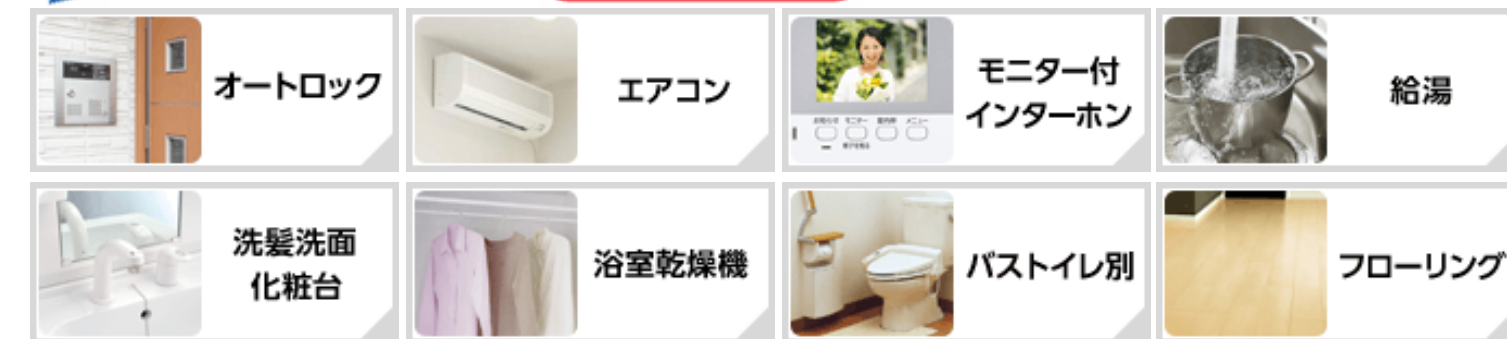 オートロック
エアコン
モニター付
インターホン
給湯
洗髪洗面
化粧台
浴室乾燥機
バストイレ別
フローリング